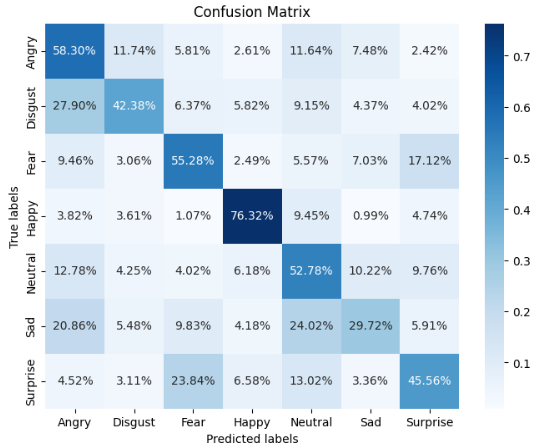 Confusion Matrix
True labels
Angry 58.30% 11.74% 5.81% 2.61% 11.64% 7.48% 2.42%
Disgust 27.90% 42.38% 6.37% 5.82% 9.15% 4.37% 4.02%
Fear 9.46% 3.06% 55.28% 2.49% 5.57% 7.03% 17.12%
Happy 3.82% 3.61% 1.07% 76.32% 9.45% 0.99% 4.74%
Neutral 12.78% 4.25% 4.02% 6.18% 52.78% 10.22% 9.76%
Sad 20.86% 5.48% 9.83% 4.18% 24.02% 29.72% 5.91%
Surprise 4.52% 3.11% 23.84% 6.58% 13.02% 3.36% 45.56%
Angry Disgust Fear Happy Neutral Sad Surprise
Predicted labels
0.7
0.6
0.5
0.4
0.3
0.2
0.1